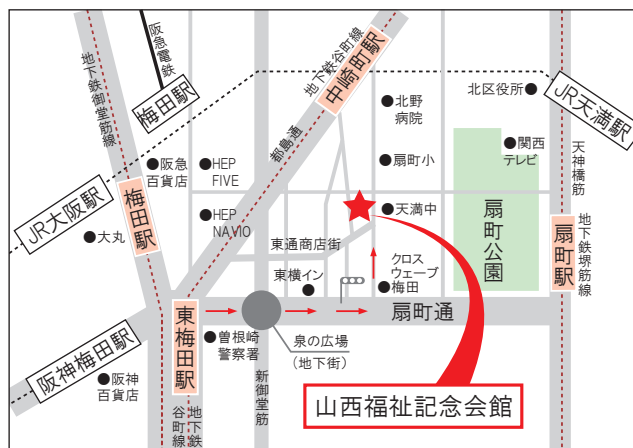 阪急電鉄
梅田駅
地下鉄御堂筋線
地下鉄谷町線
中崎町駅
都島通
北野
病院
北区役所
JR天満駅
扇町小
関西
テレビ
天神橋筋
阪急
百貨店
HEP
FIVE
JR大阪駅
梅田駅
大丸
HEP
NAVIO
天満中
扇町公園
扇町駅
地下鉄堺筋線
東通商店街
東横イン
クロス
ウェーブ
梅田
扇町通
東梅田駅
阪神梅田駅
曽根崎
警察署
泉の広場
(地下街)
阪神
百貨店
新御堂筋
地下鉄
谷町線
山西福祉記念会館